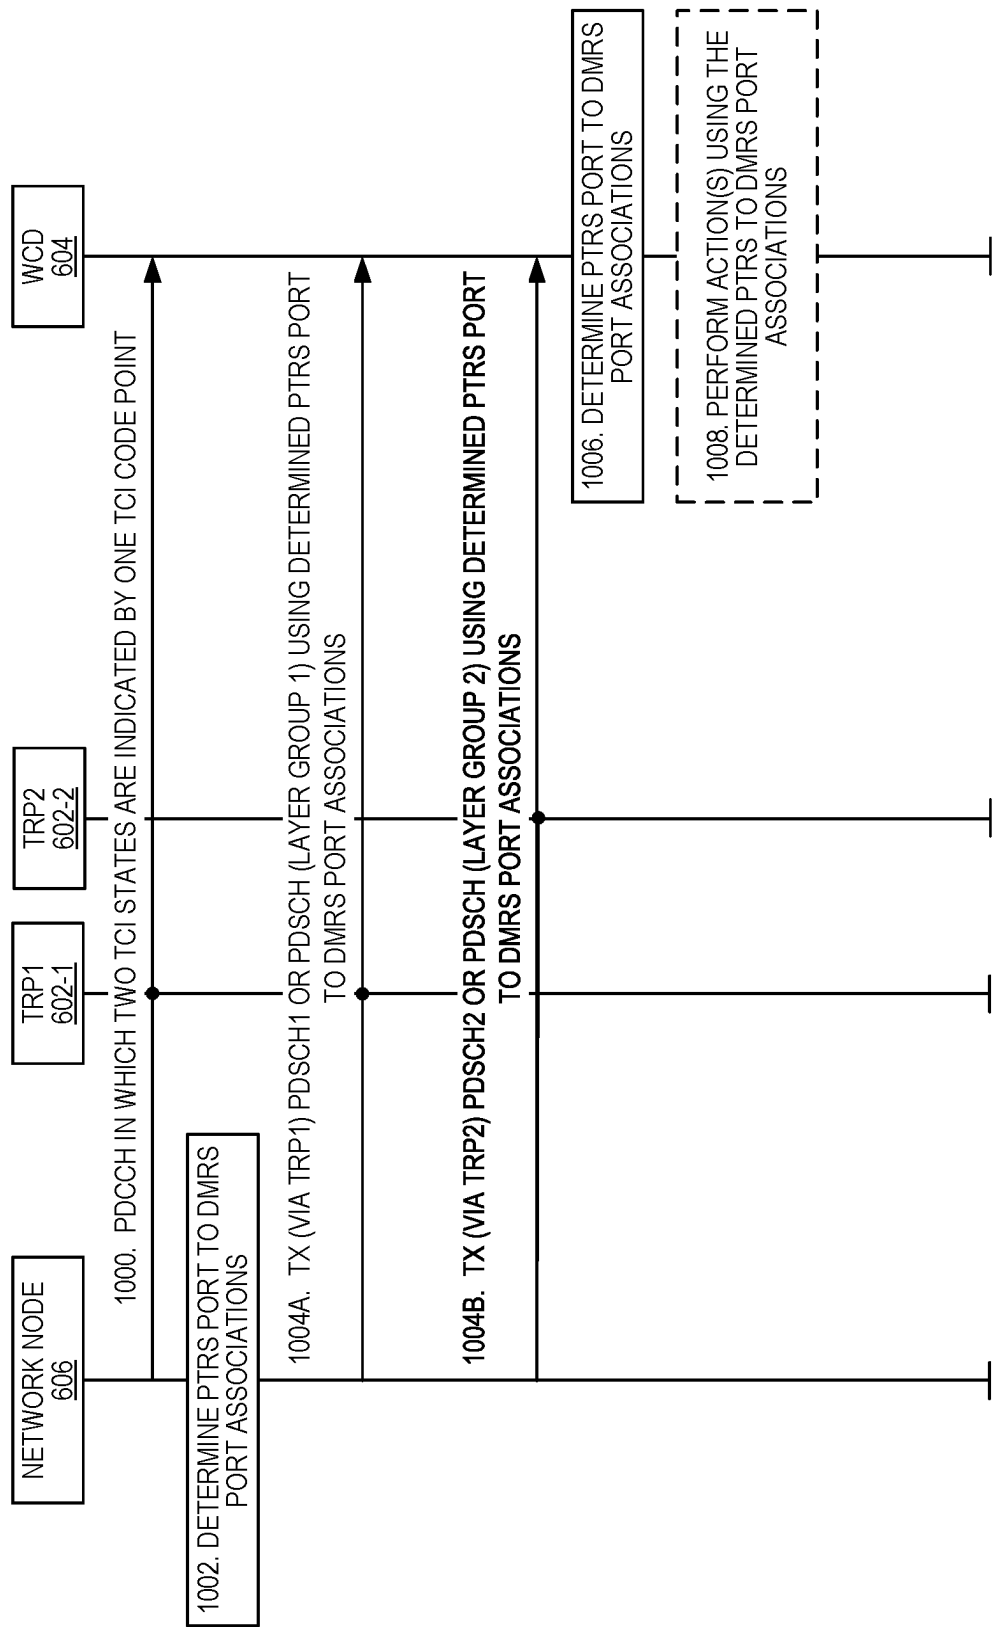 NETWORK NODE
606
TRP1
602-1
TRP2
602-2
WCD
604
1000. PDCCH IN WHICH TWO TCI STATES ARE INDICATED BY ONE TCI CODE POINT
1002. DETERMINE PTRS PORT TO DMRS
PORT ASSOCIATIONS
1004A. TX (VIA TRP1) PDSCH1 OR PDSCH (LAYER GROUP 1) USING DETERMINED PTRS PORT
TO DMRS PORT ASSOCIATIONS
1004B. TX (VIA TRP2) PDSCH2 OR PDSCH (LAYER GROUP 2) USING DETERMINED PTRS PORT
TO DMRS PORT ASSOCIATIONS
1006. DETERMINE PTRS PORT TO DMRS
PORT ASSOCIATIONS
1008. PERFORM ACTION(S) USING THE
DETERMINED PTRS TO DMRS PORT
ASSOCIATIONS